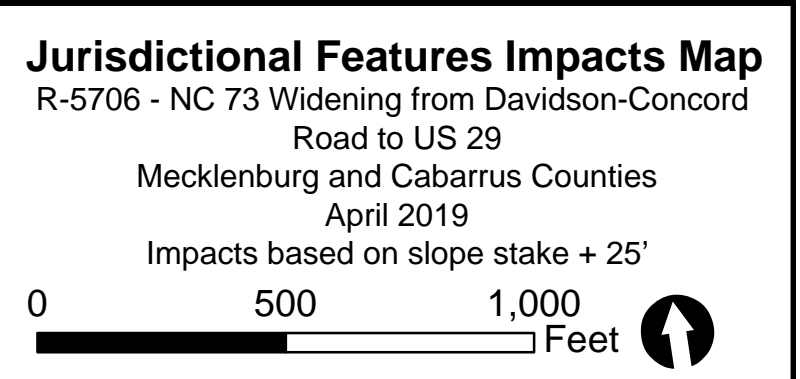 Jurisdictional Features Impacts Map
R-5706 - NC 73 Widening from Davidson-Concord
Road to US 29
Mecklenburg and Cabarrus Counties
April 2019
Impacts based on slope stake + 25’
0 500 1,000
Feet